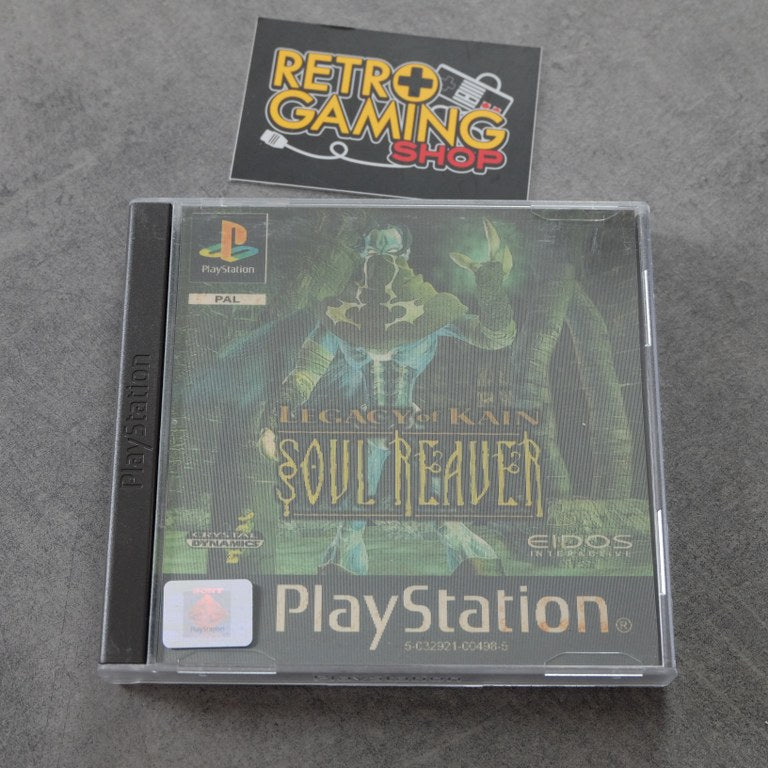 RETRO
GAMING
SHOP
PlayStation
PAL
PlayStation
LEGACY of KAIN
SOUL REAVER
CRYSTAL
DYNAMICS
EIDOS
INTERACTIVE
SONY
PlayStation
PlayStation®
5-032921-00498-5
PlayStation